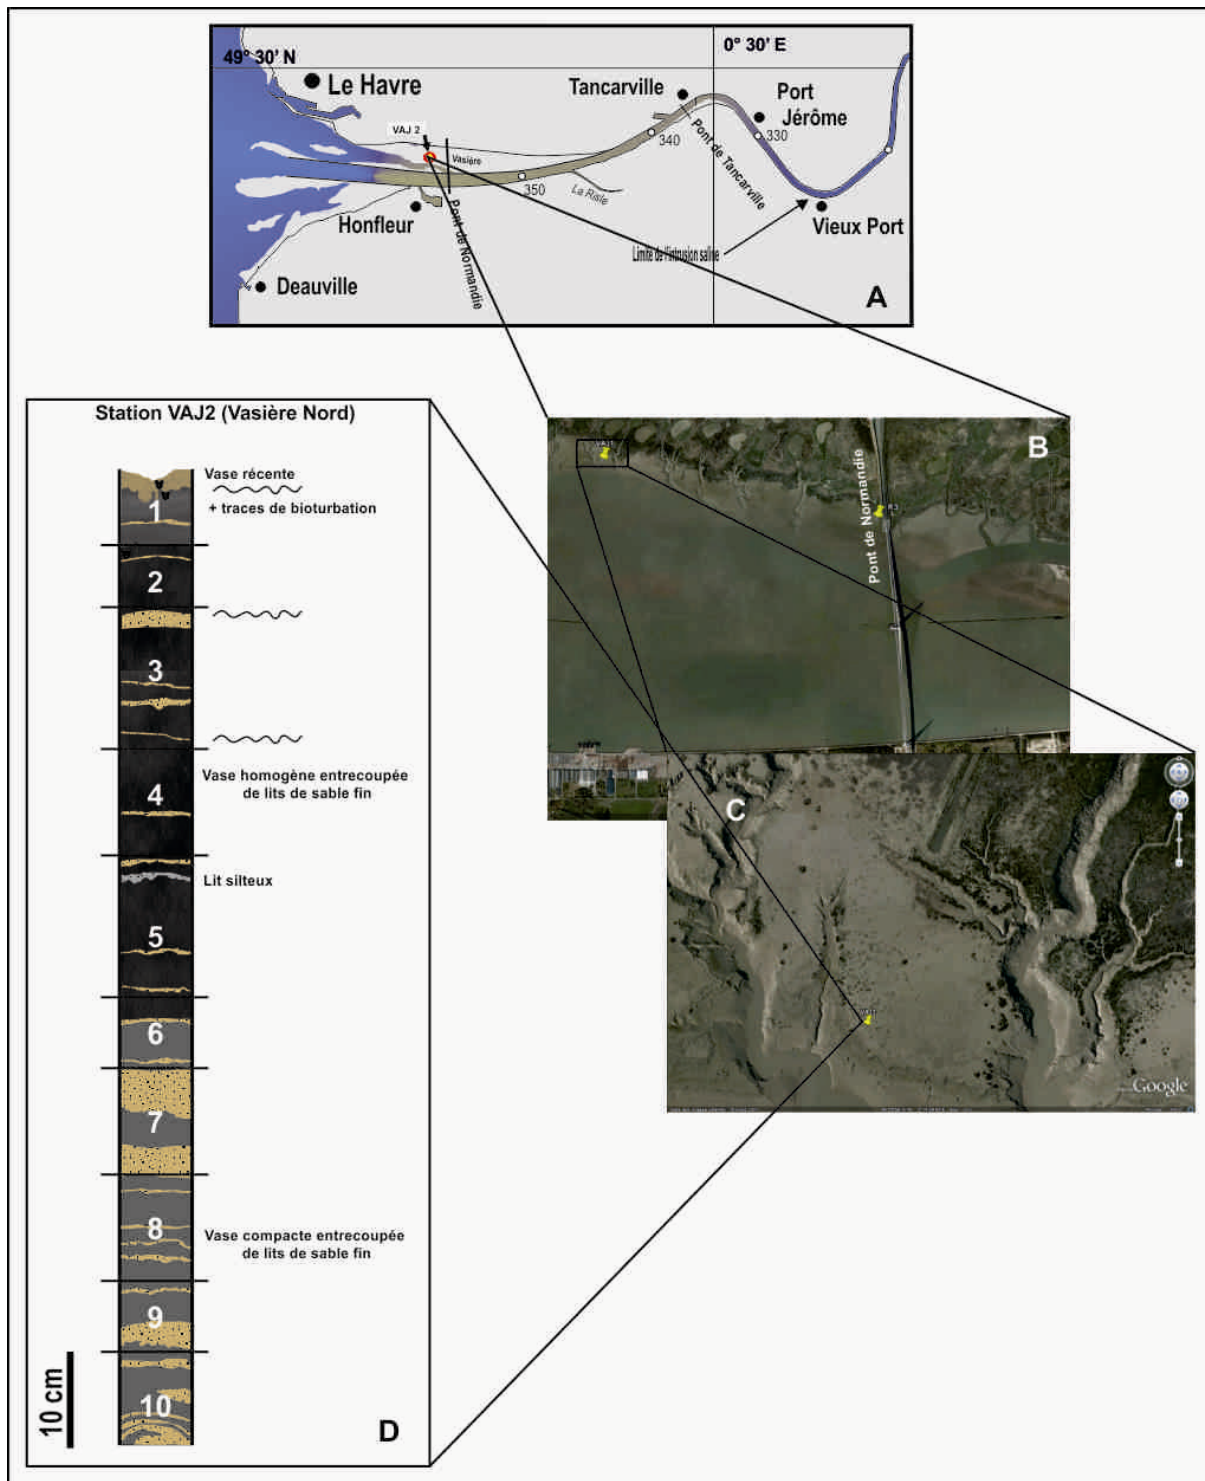 49° 30' N
0° 30' E
Le Havre
Tancarville
Port
Jérôme
VAJ 2
Vasière
340
330
Pont de Tancarville
350
La Risle
Honfleur
Pont de Normandie
Limite de l'intrusion saline
Vieux Port
Deauville
A
Station VAJ2 (Vasière Nord)
B
Pont de Normandie
Vase récente
+ traces de bioturbation
1
2
3
4
Vase homogène entrecoupée
de lits de sable fin
C
Lit silteux
5
6
Google
7
8
Vase compacte entrecoupée
de lits de sable fin
9
10
10 cm
D